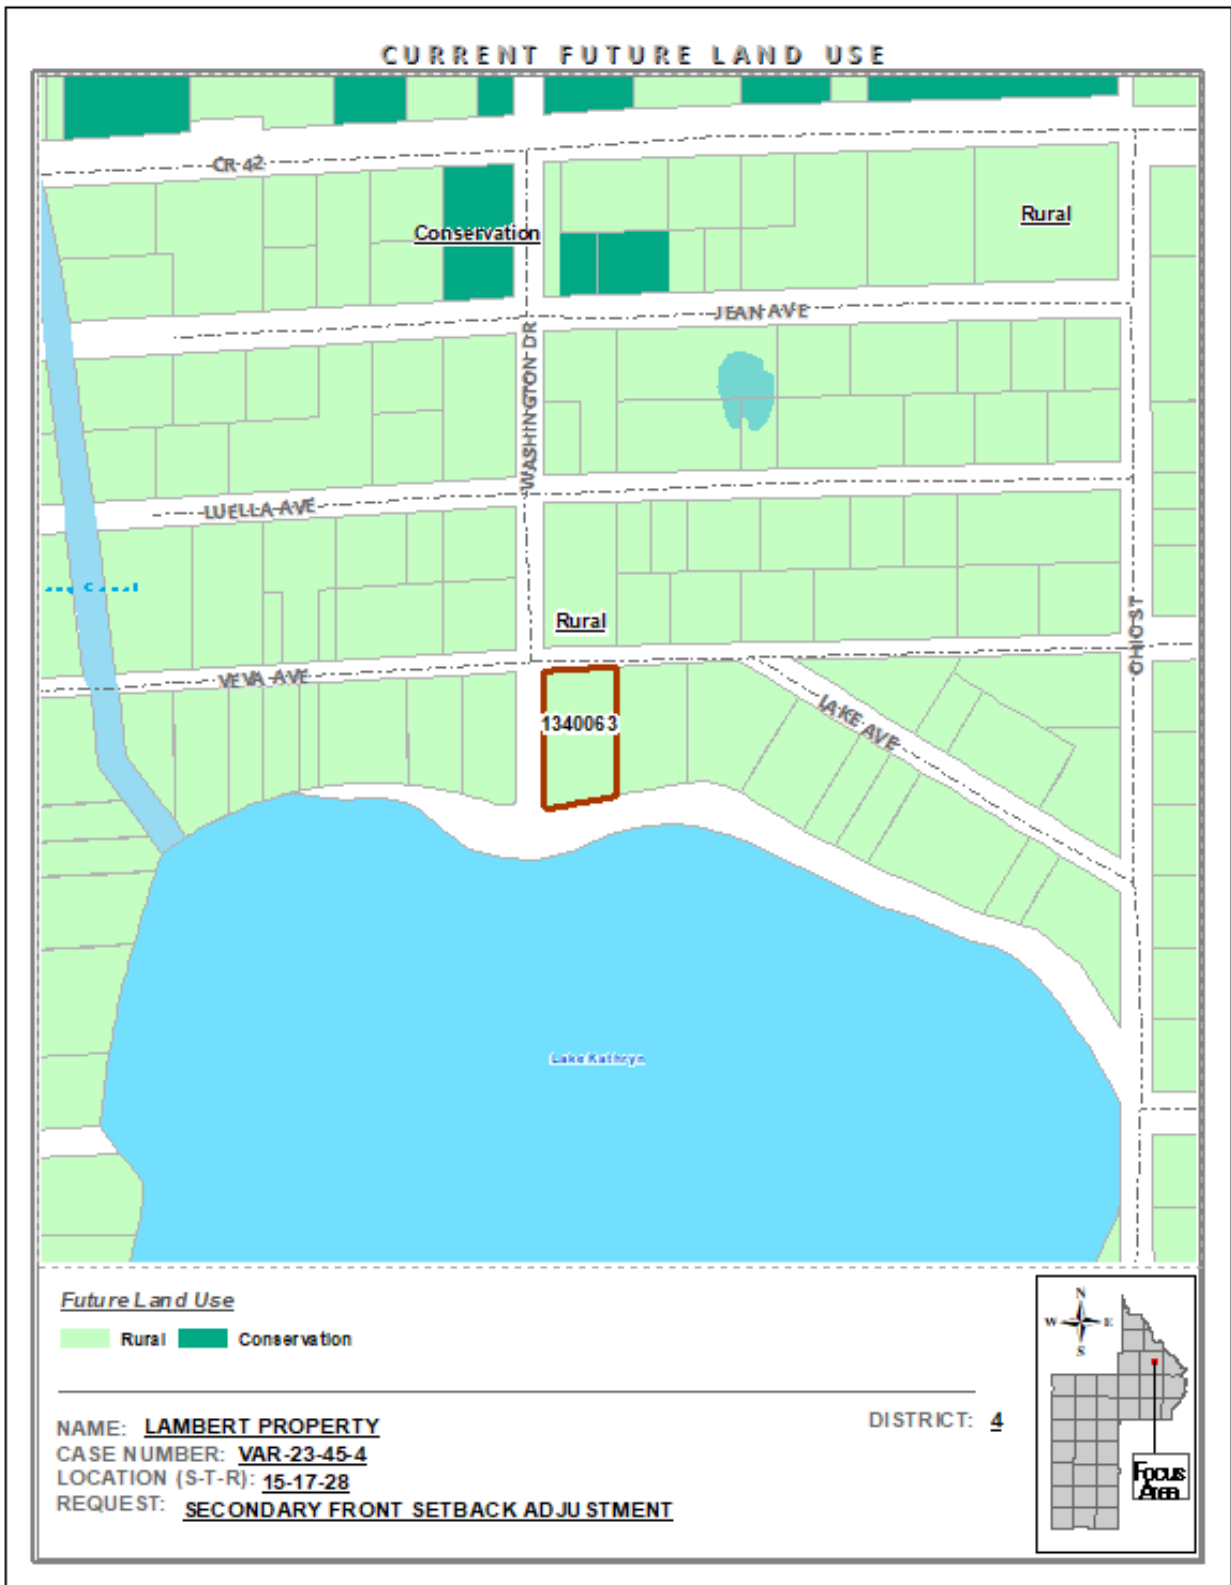 CURRENT FUTURE LAND USE
CR 42
Conservation
Rural
JEAN AVE
WASHINGTON DR
LUELLA AVE
Rural
OHIO ST
VEVA AVE
1340063
LAKE AVE
Lake Kathryn
Future Land Use
Rural
Conservation
N
W E
S
NAME: LAMBERT PROPERTY
DISTRICT: 4
CASE NUMBER: VAR-23-45-4
LOCATION (S-T-R): 15-17-28
REQUEST: SECONDARY FRONT SETBACK ADJUSTMENT
Focus
Area